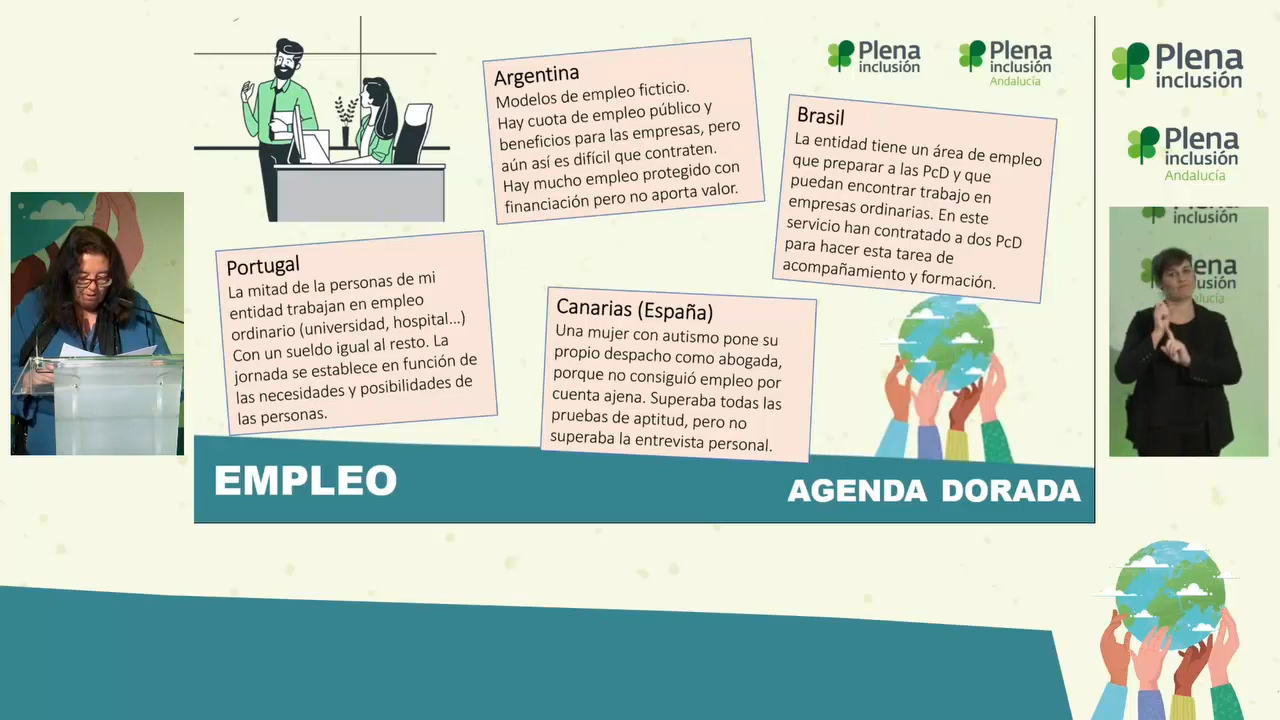 Argentina
Modelos de empleo ficticio.
Hay cuota de empleo público y
beneficios para las empresas, pero
aún así es difícil que contraten.
Hay mucho empleo protegido con
financiación pero no aporta valor.
Plena
inclusión
Plena
inclusión
Andalucía
Brasil
La entidad tiene un área de empleo
que preparar a las PcD y que
puedan encontrar trabajo en
empresas ordinarias. En este
servicio han contratado a dos PcD
para hacer esta tarea de
acompañamiento y formación.
Portugal
La mitad de la personas de mi
entidad trabajan en empleo
ordinario (universidad, hospital...)
Con un sueldo igual al resto. La
jornada se establece en función de
las necesidades y posibilidades de
las personas.
Canarias (España)
Una mujer con autismo pone su
propio despacho como abogada,
porque no consiguió empleo por
cuenta ajena. Superaba todas las
pruebas de aptitud, pero no
superaba la entrevista personal.
EMPLEO
AGENDA DORADA
Plena
inclusión
Plena
inclusión
Andalucía
inclusión